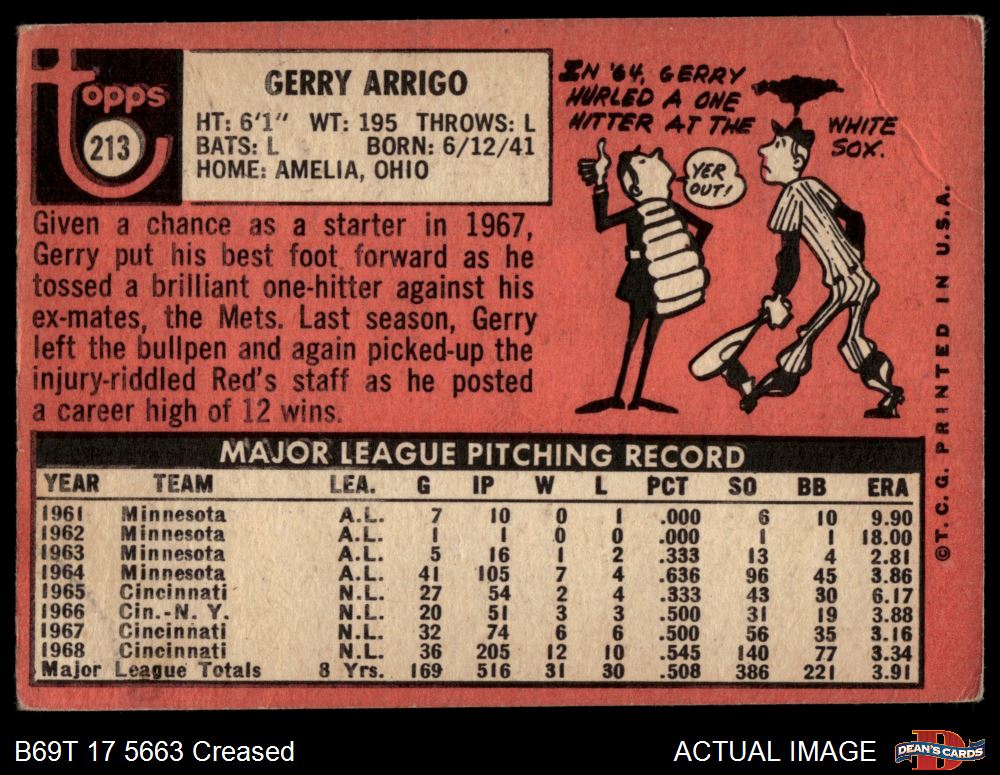 Topps
213
GERRY ARRIGO
HT: 6'1" WT: 195 THROWS: L
BATS: L BORN: 6/12/41
HOME: AMELIA, OHIO
Given a chance as a starter in 1967,
Gerry put his best foot forward as he
tossed a brilliant one-hitter against his
ex-mates, the Mets. Last season, Gerry
left the bullpen and again picked-up the
injury-riddled Red's staff as he posted
a career high of 12 wins.
IN '64, GERRY
HURLED A ONE
HITTER AT THE WHITE
SOX.
YER
OUT!
©T. C. G. PRINTED IN U.S.A.
MAJOR LEAGUE PITCHING RECORD
YEAR TEAM LEA. G IP W L PCT SO BB ERA
1961 Minnesota A.L. 7 10 0 1 .000 6 10 9.90
1962 Minnesota A.L. 1 1 0 0 .000 1 1 18.00
1963 Minnesota A.L. 5 16 1 2 .333 13 4 2.81
1964 Minnesota A.L. 41 105 7 4 .636 96 45 3.86
1965 Cincinnati N.L. 27 54 2 4 .333 43 30 6.17
1966 Cin.-N. Y. N.L. 20 51 3 3 .500 31 19 3.88
1967 Cincinnati N.L. 32 74 6 6 .500 56 35 3.16
1968 Cincinnati N.L. 36 205 12 10 .545 140 77 3.34
Major League Totals 8 Yrs. 169 516 31 30 .508 386 221 3.91
B69T 17 5663 Creased
ACTUAL IMAGE
D
DEAN'S CARDS